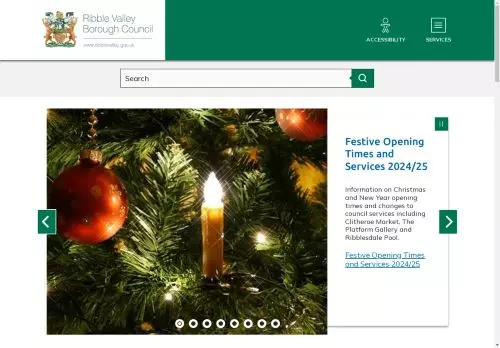 Ribble Valley
Borough Council
www.ribblevalley.gov.uk
ACCESSIBILITY
SERVICES
Search
Festive Opening
Times and
Services 2024/25
Information on Christmas
and New Year opening
times and changes to
council services including
Clitheroe Market, The
Platform Gallery and
Ribblesdale Pool.
Festive Opening Times
and Services 2024/25